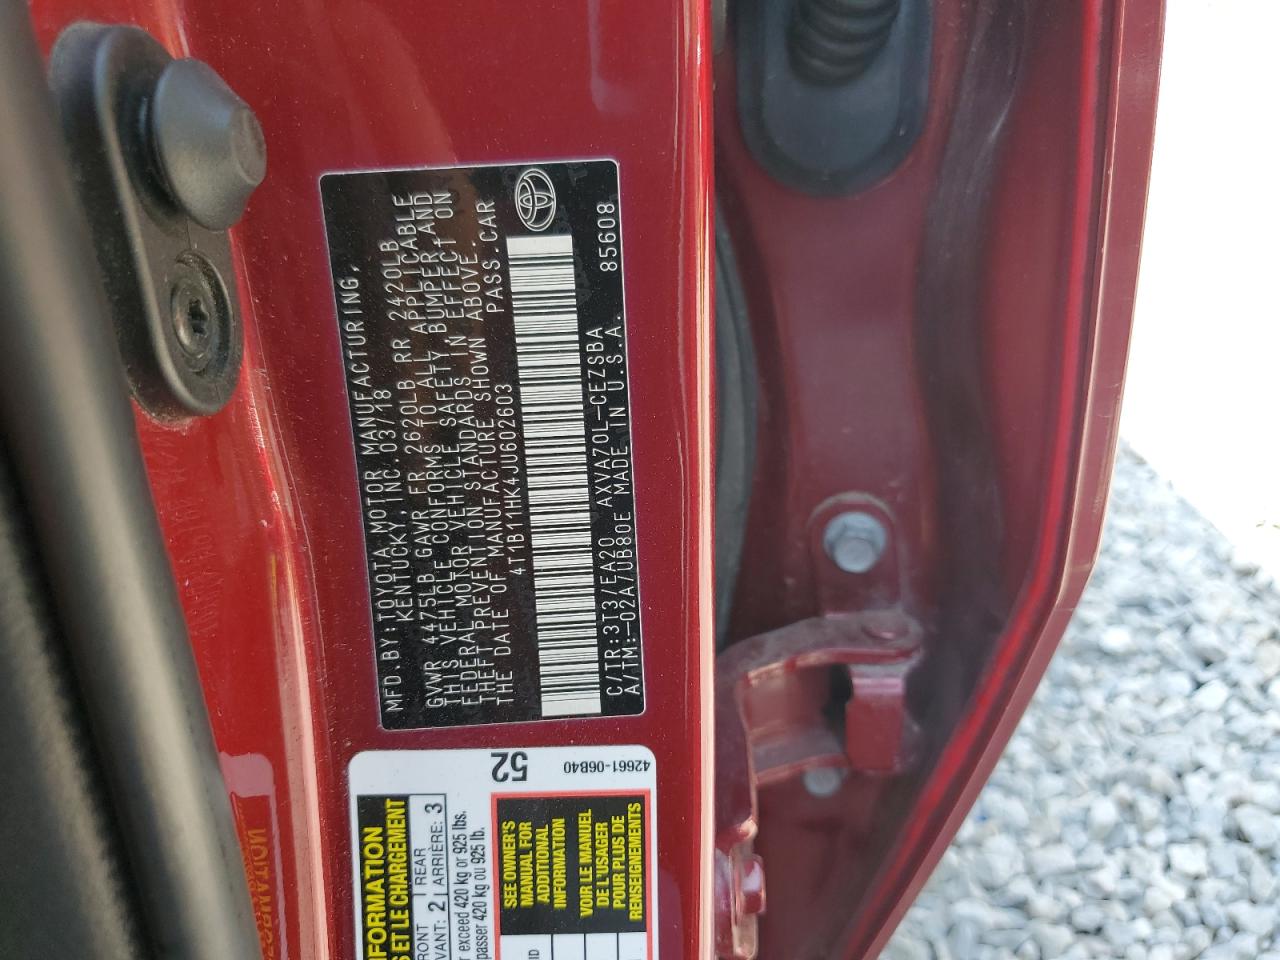 MFD.BY:TOYOTA MOTOR MANUFACTURING,
KENTUCKY,INC.03/18
GVWR 4475LB GAWR FR 2620LB RR 2420LB
THIS VEHICLE CONFORMS TO ALL APPLICABLE
FEDERAL MOTOR VEHICLE SAFETY,BUMPER,AND
THEFT PREVENTION STANDARDS IN EFFECT ON
THE DATE OF MANUFACTURE SHOWN ABOVE.
4T1B11HK4JU602603 PASS.CAR
C/TR:3T3/EA20 AXVA70L-CEZSBA
A/TM:-02A/UB80E MADE IN U.S.A.
85608
52
42661-06B40
FORMATION
S ET LE CHARGEMENT
RONT 2 REAR 3
VANT: ARRIÈRE:
r exceed 420 kg or 925 lbs.
passer 420 kg ou 925 lb.
SEE OWNER'S
MANUAL FOR
ADDITIONAL
INFORMATION
VOIR LE MANUEL
DE L'USAGER
POUR PLUS DE
RENSEIGNEMENTS